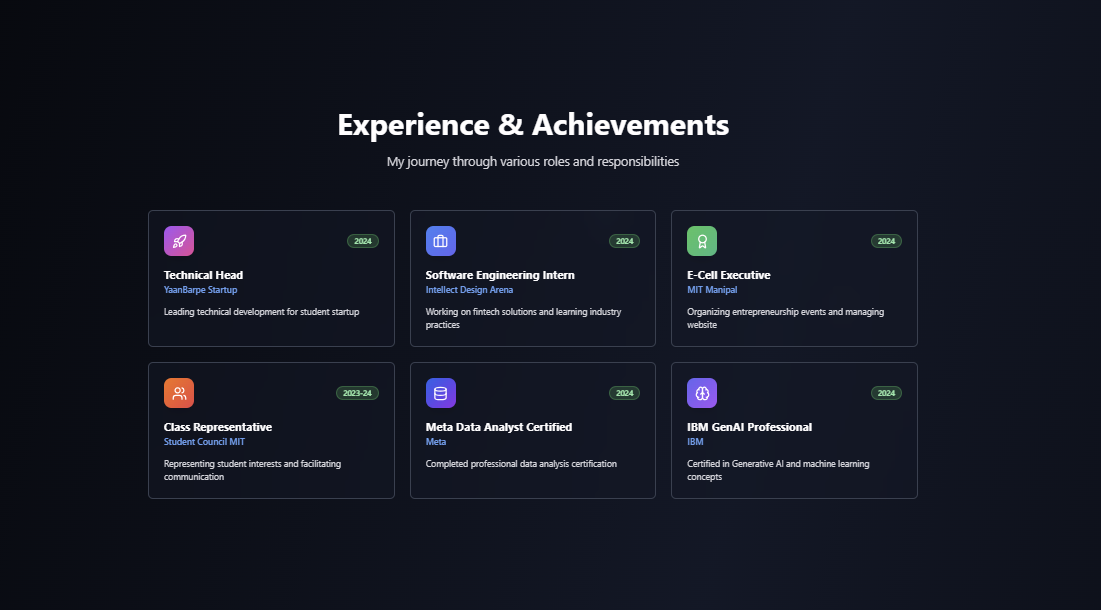 Experience & Achievements
My journey through various roles and responsibilities
2024
Technical Head
YaanBarpe Startup
Leading technical development for student startup
2024
Software Engineering Intern
Intellect Design Arena
Working on fintech solutions and learning industry
practices
2024
E-Cell Executive
MIT Manipal
Organizing entrepreneurship events and managing
website
2023-24
Class Representative
Student Council MIT
Representing student interests and facilitating
communication
2024
Meta Data Analyst Certified
Meta
Completed professional data analysis certification
2024
IBM GenAI Professional
IBM
Certified in Generative AI and machine learning
concepts